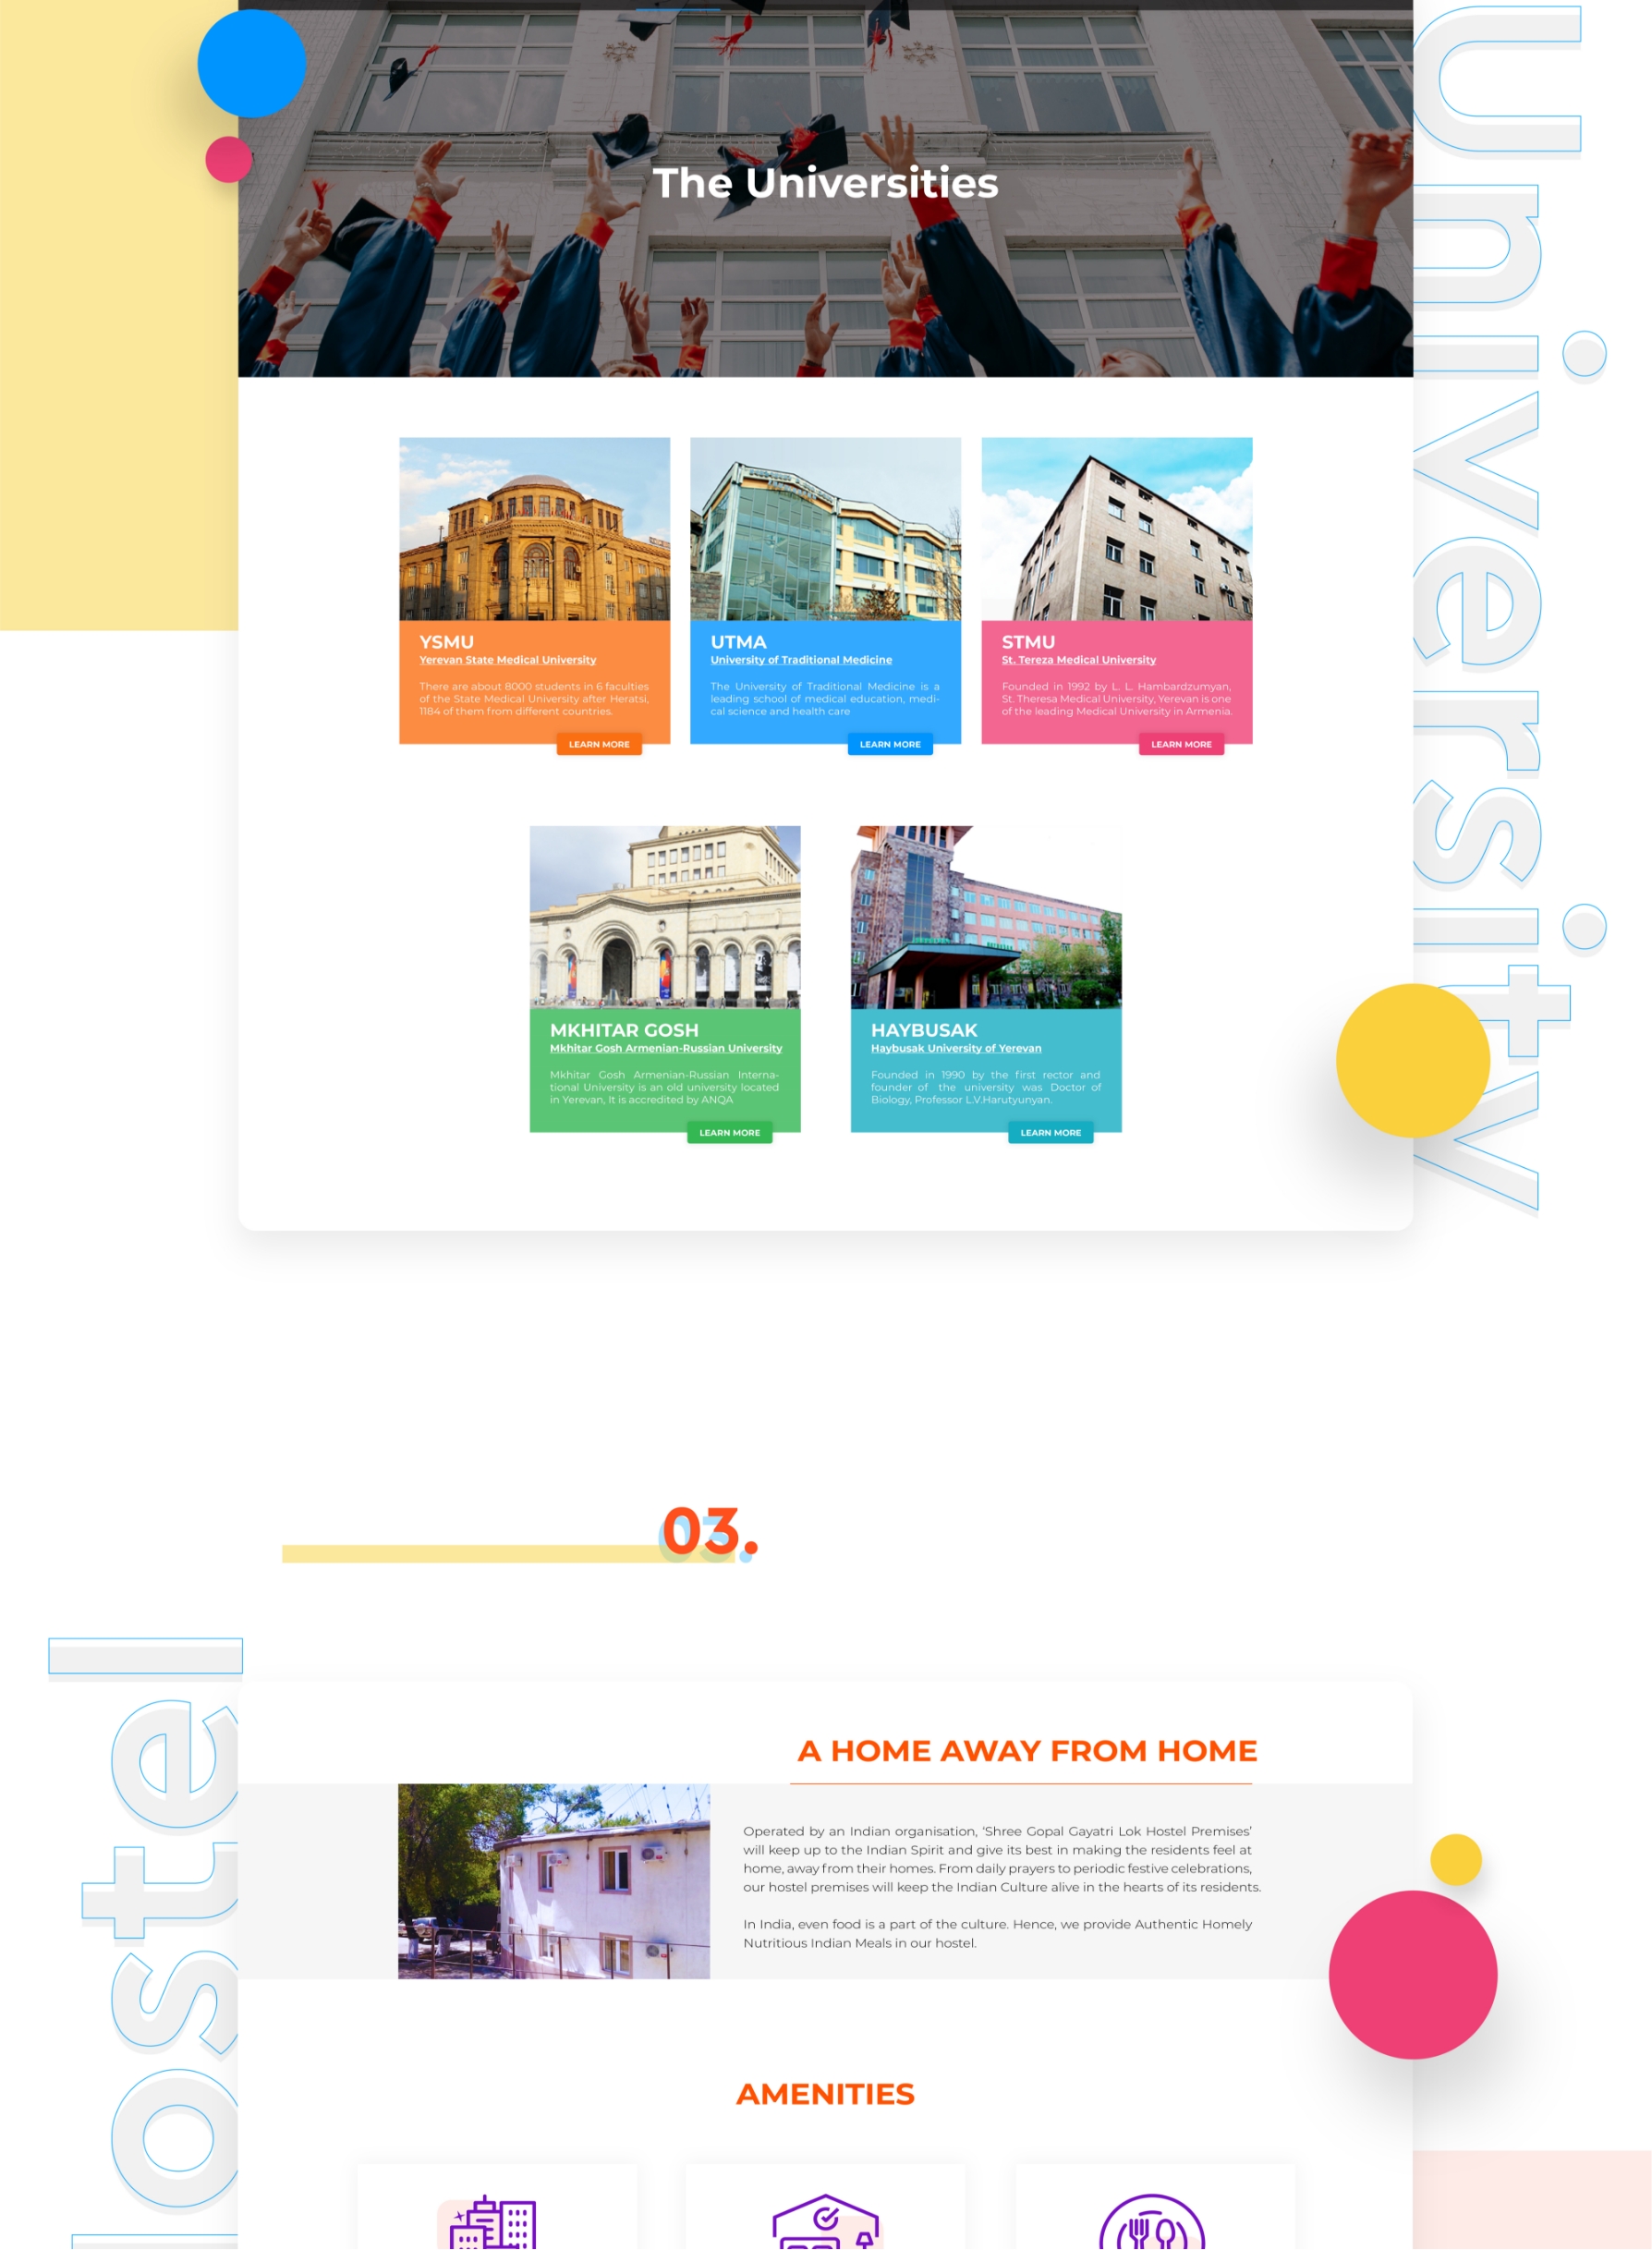 The Universities
University
YSMU
Yerevan State Medical University
There are about 8000 students in 6 faculties
of the State Medical University after Heratsi,
1184 of them from different countries.
LEARN MORE
UTMA
University of Traditional Medicine
The University of Traditional Medicine is a
leading school of medical education, medi-
cal science and health care
LEARN MORE
STMU
St. Tereza Medical University
Founded in 1992 by L. L. Hambardzumyan,
St. Theresa Medical University, Yerevan is one
of the leading Medical University in Armenia.
LEARN MORE
MKHITAR GOSH
Mkhitar Gosh Armenian-Russian University
Mkhitar Gosh Armenian-Russian Interna-
tional University is an old university located
in Yerevan, It is accredited by ANQA
LEARN MORE
HAYBUSAK
Haybusak University of Yerevan
Founded in 1990 by the first rector and
founder of the university was Doctor of
Biology, Professor L.V.Harutyunyan.
LEARN MORE
03.
Hostel
A HOME AWAY FROM HOME
Operated by an Indian organisation, ‘Shree Gopal Gayatri Lok Hostel Premises’
will keep up to the Indian Spirit and give its best in making the residents feel at
home, away from their homes. From daily prayers to periodic festive celebrations,
our hostel premises will keep the Indian Culture alive in the hearts of its residents.
In India, even food is a part of the culture. Hence, we provide Authentic Homely
Nutritious Indian Meals in our hostel.
AMENITIES